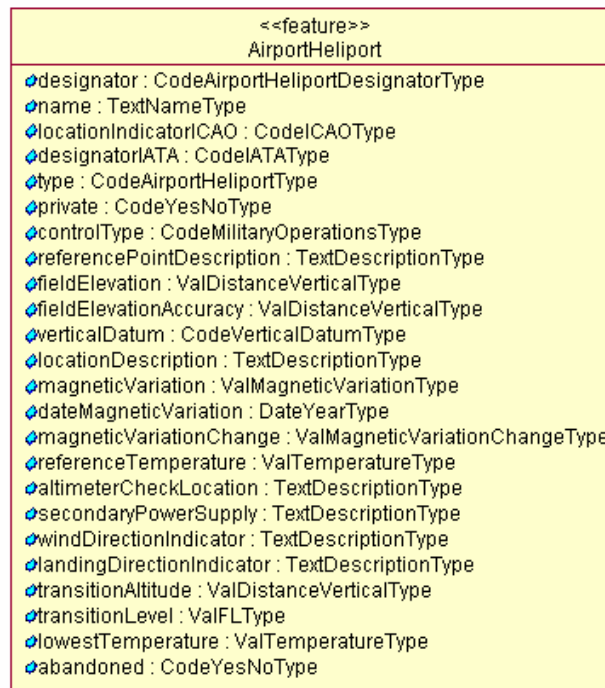 <<feature>>
AirportHeliport
designator : CodeAirportHeliportDesignatorType
name : TextNameType
locationIndicatorICAO : CodeICAOType
designatorIATA : CodeIATAType
type : CodeAirportHeliportType
private : CodeYesNoType
controlType : CodeMilitaryOperationsType
referencePointDescription : TextDescriptionType
fieldElevation : ValDistanceVerticalType
fieldElevationAccuracy : ValDistanceVerticalType
verticalDatum : CodeVerticalDatumType
locationDescription : TextDescriptionType
magneticVariation : ValMagneticVariationType
dateMagneticVariation : DateYearType
magneticVariationChange : ValMagneticVariationChangeType
referenceTemperature : ValTemperatureType
altimeterCheckLocation : TextDescriptionType
secondaryPowerSupply : TextDescriptionType
windDirectionIndicator : TextDescriptionType
landingDirectionIndicator : TextDescriptionType
transitionAltitude : ValDistanceVerticalType
transitionLevel : ValFLType
lowestTemperature : ValTemperatureType
abandoned : CodeYesNoType